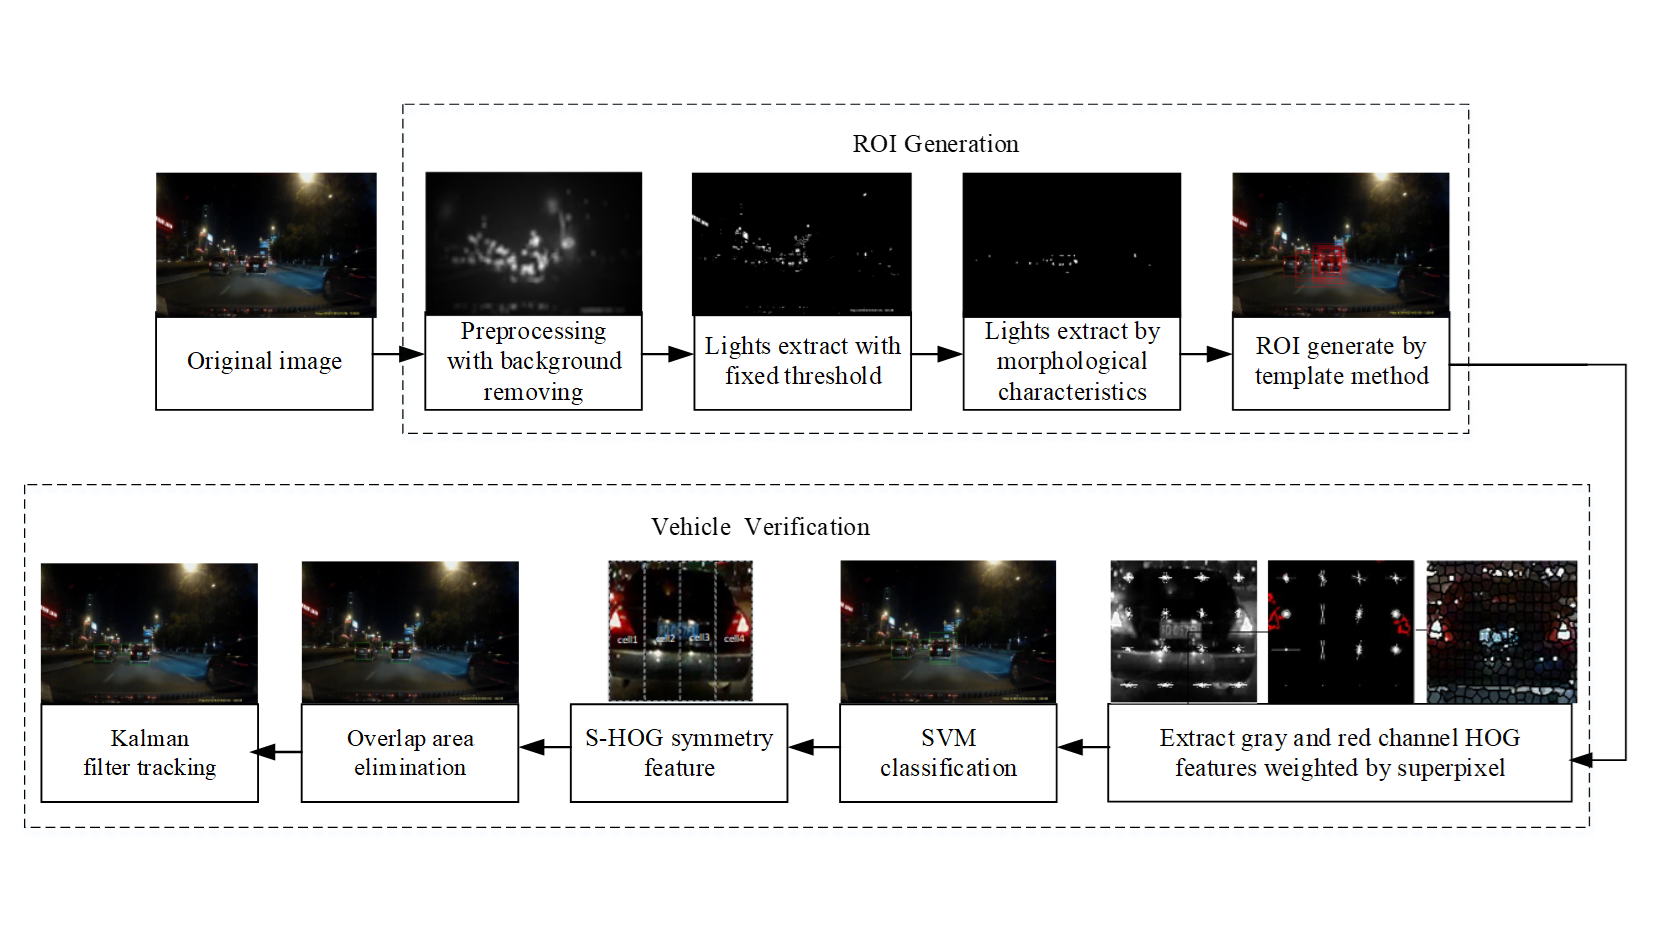 ROI Generation
Original image
Preprocessing
with background
removing
Lights extract with
fixed threshold
Lights extract by
morphological
characteristics
ROI generate by
template method
Vehicle Verification
cell1
cell2
cell3
cell4
Kalman
filter tracking
Overlap area
elimination
S-HOG symmetry
feature
SVM
classification
Extract gray and red channel HOG
features weighted by superpixel